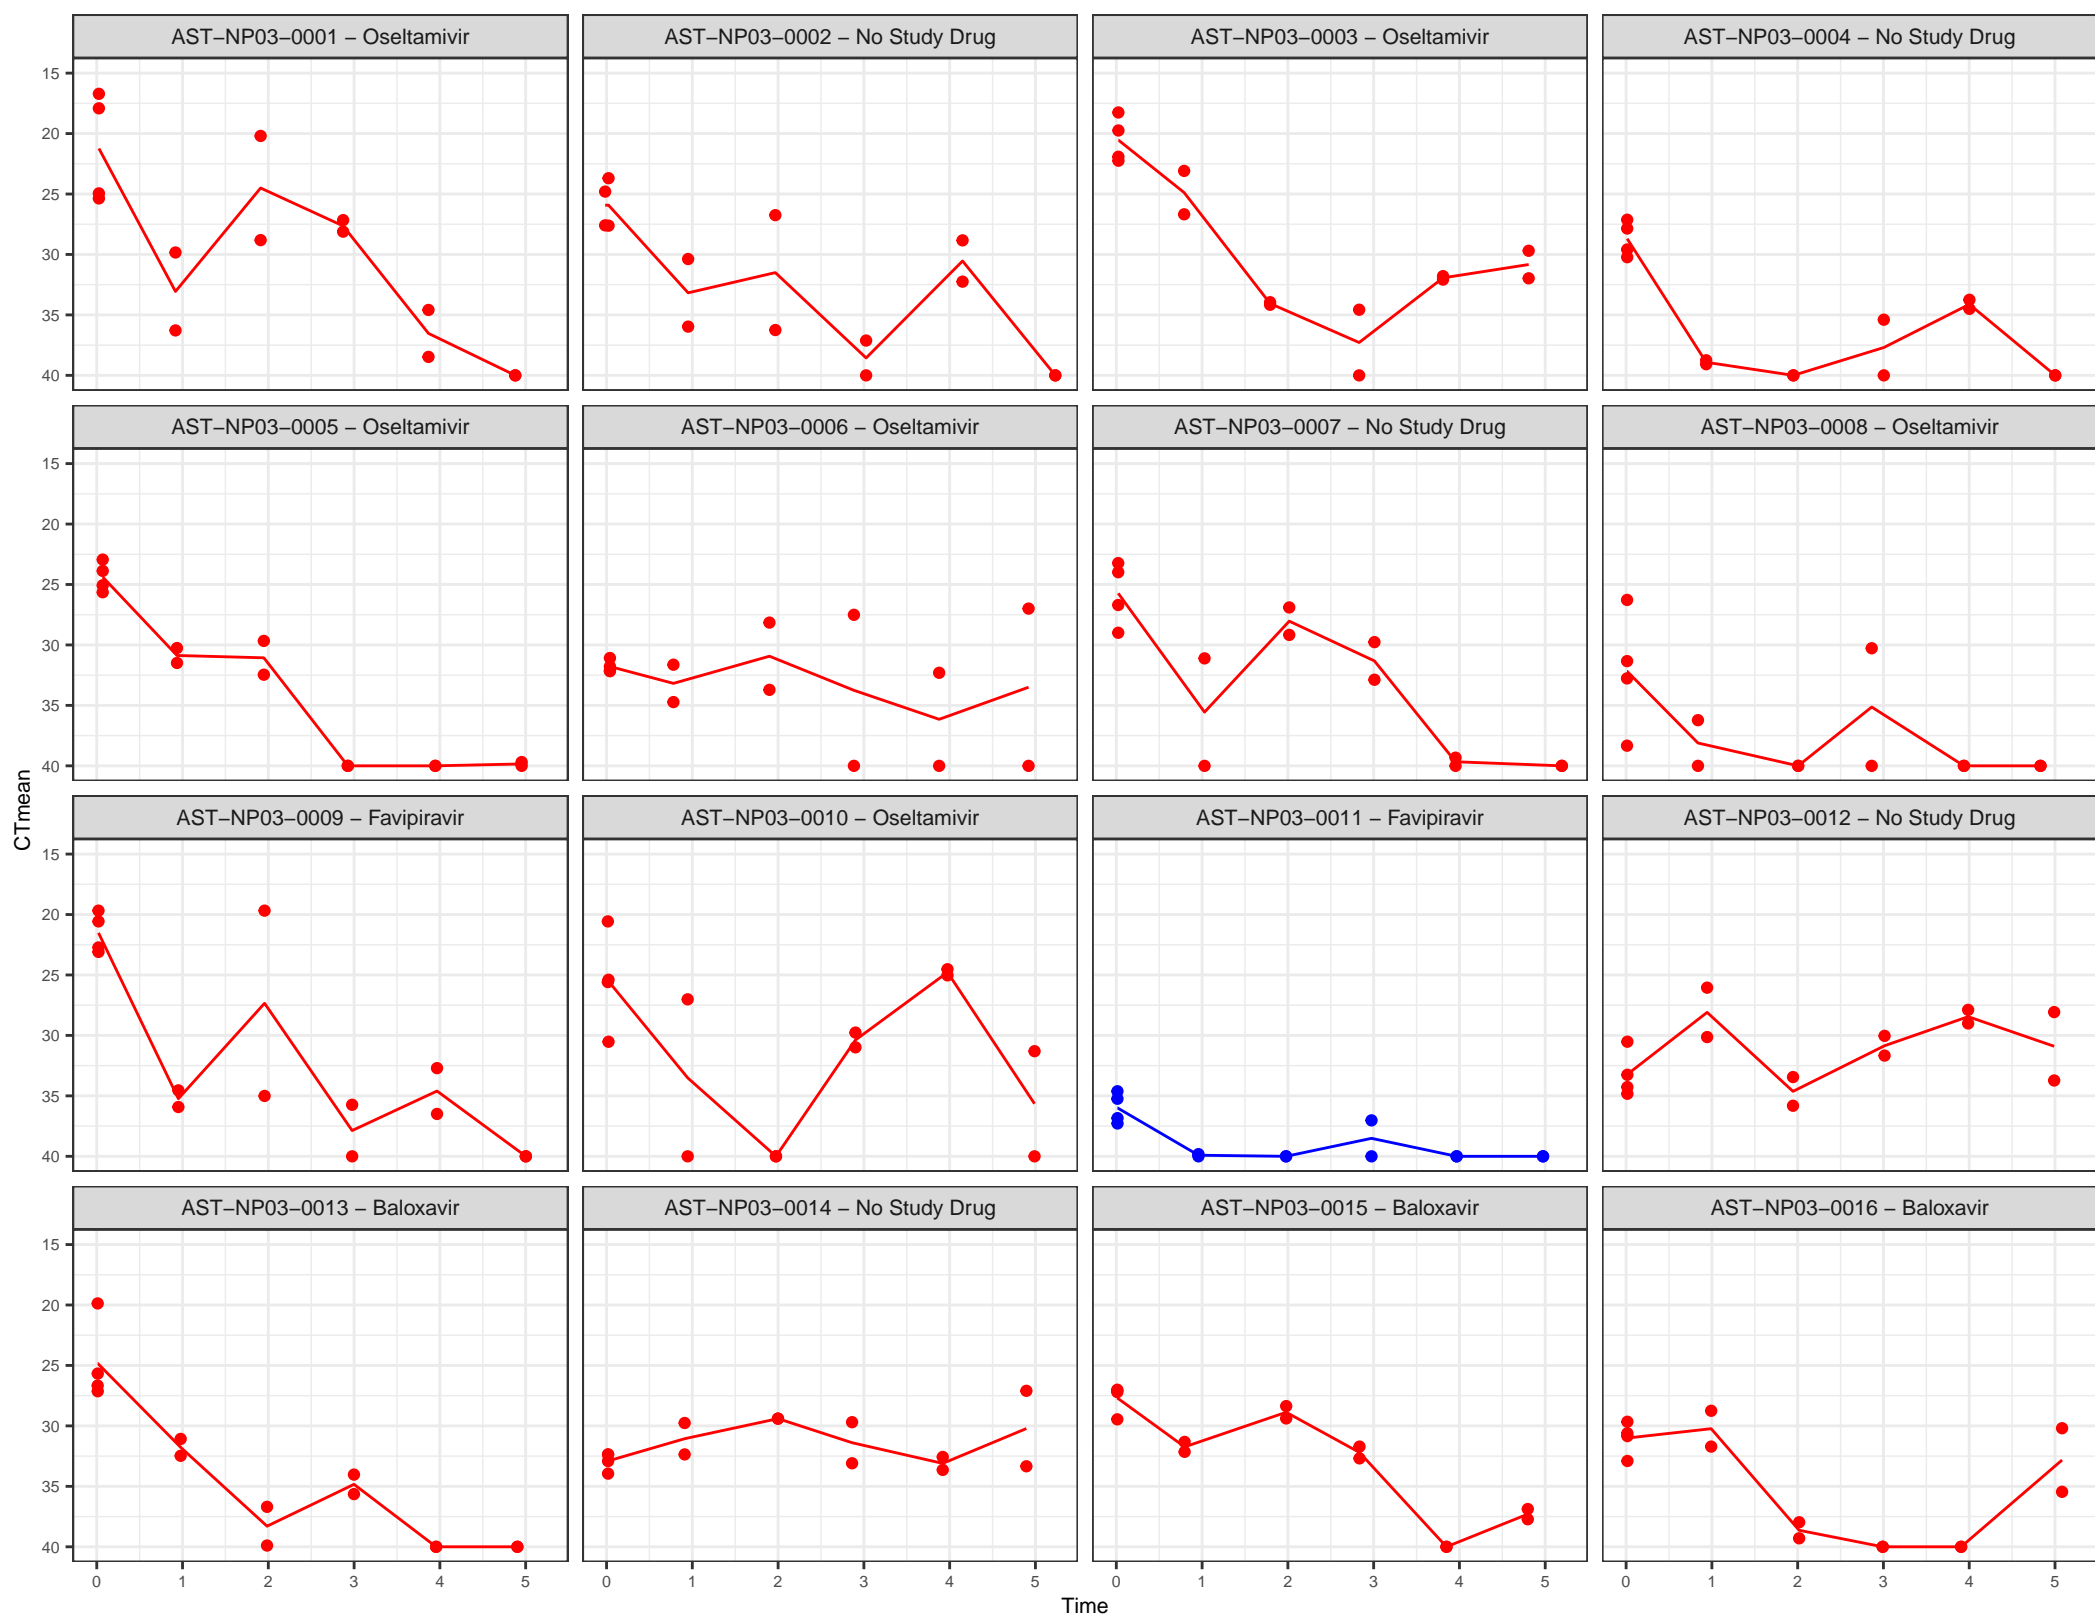 AST−NP03−0001 − Oseltamivir
AST−NP03−0002 − No Study Drug
AST−NP03−0003 − Oseltamivir
AST−NP03−0004 − No Study Drug
15
20
25
30
35
40
AST−NP03−0005 − Oseltamivir
AST−NP03−0006 − Oseltamivir
AST−NP03−0007 − No Study Drug
AST−NP03−0008 − Oseltamivir
15
20
25
30
35
40
CTmean
AST−NP03−0009 − Favipiravir
AST−NP03−0010 − Oseltamivir
AST−NP03−0011 − Favipiravir
AST−NP03−0012 − No Study Drug
15
20
25
30
35
40
AST−NP03−0013 − Baloxavir
AST−NP03−0014 − No Study Drug
AST−NP03−0015 − Baloxavir
AST−NP03−0016 − Baloxavir
15
20
25
30
35
40
0 1 2 3 4 5
0 1 2 3 4 5
0 1 2 3 4 5
0 1 2 3 4 5
Time